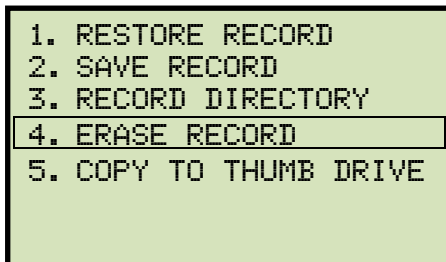 1. RESTORE RECORD
2. SAVE RECORD
3. RECORD DIRECTORY
4. ERASE RECORD
5. COPY TO THUMB DRIVE